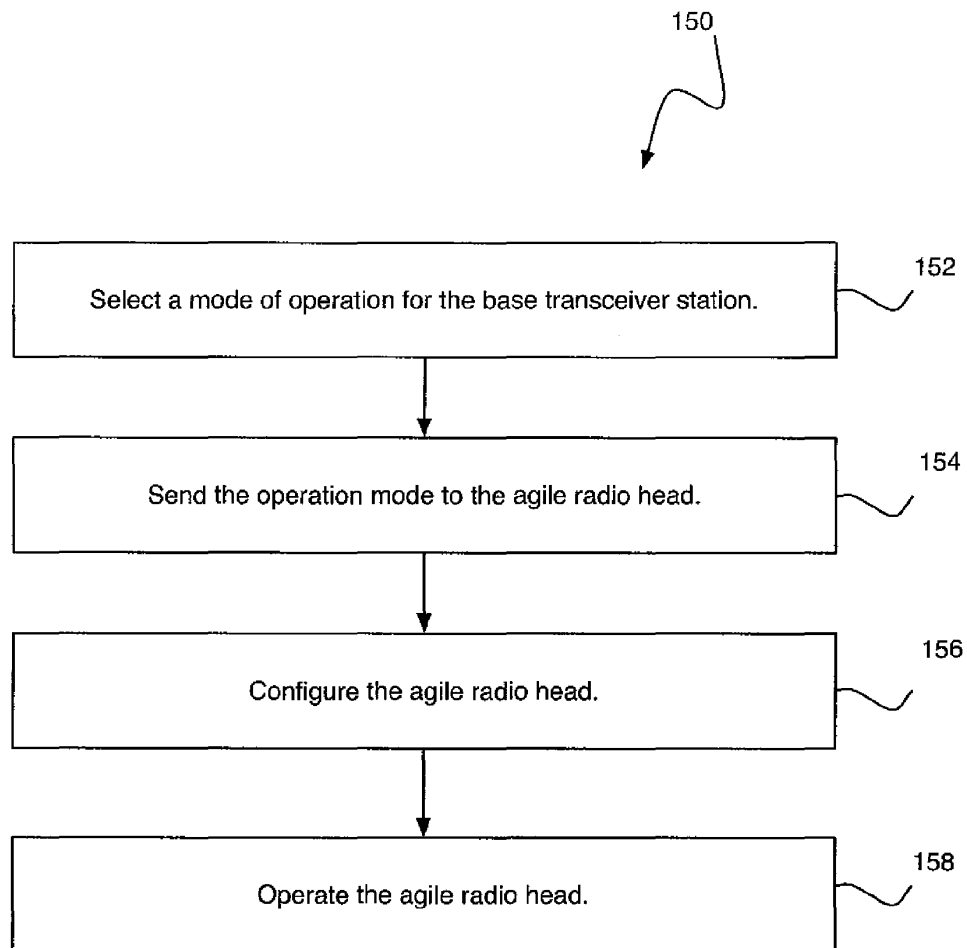 150
Select a mode of operation for the base transceiver station.
152
Send the operation mode to the agile radio head.
154
Configure the agile radio head.
156
Operate the agile radio head.
158